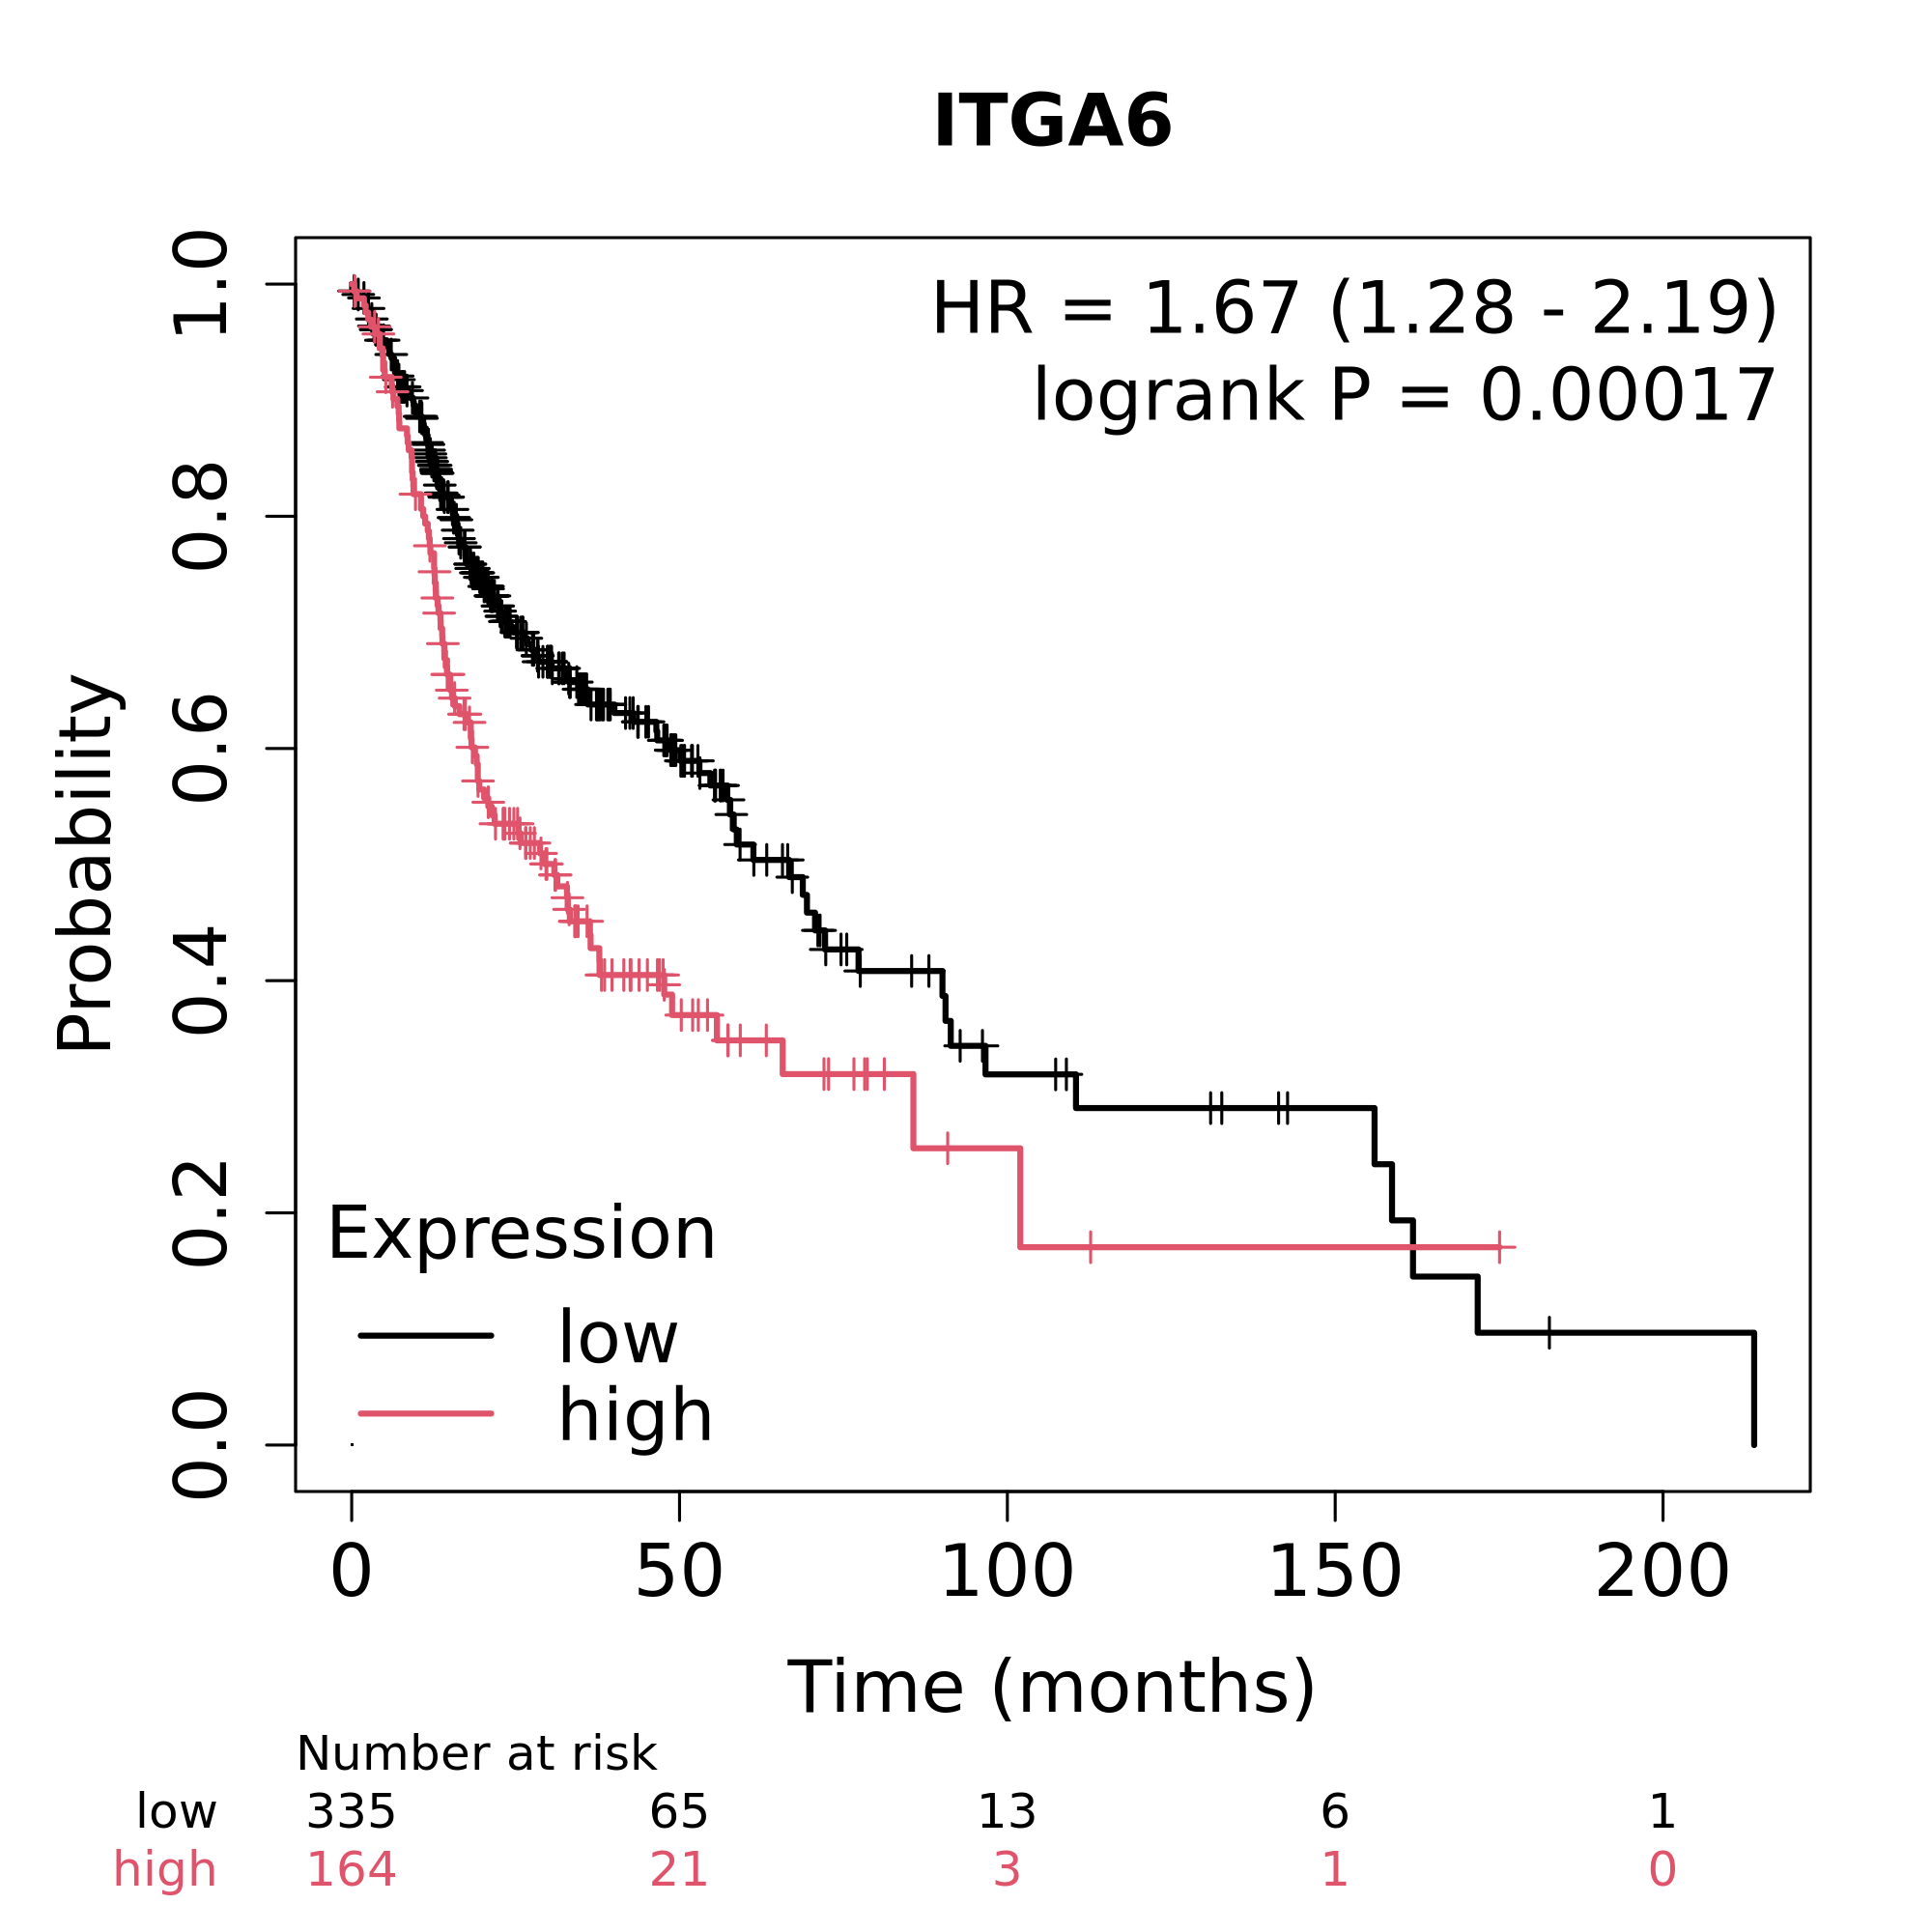 ITGA6
HR = 1.67 (1.28 - 2.19)
logrank P = 0.00017
Probability
1.0
0.8
0.6
0.4
0.2
0.0
Expression
low
high
0 50 100 150 200
Time (months)
Number at risk
low 335 65 13 6 1
high 164 21 3 1 0